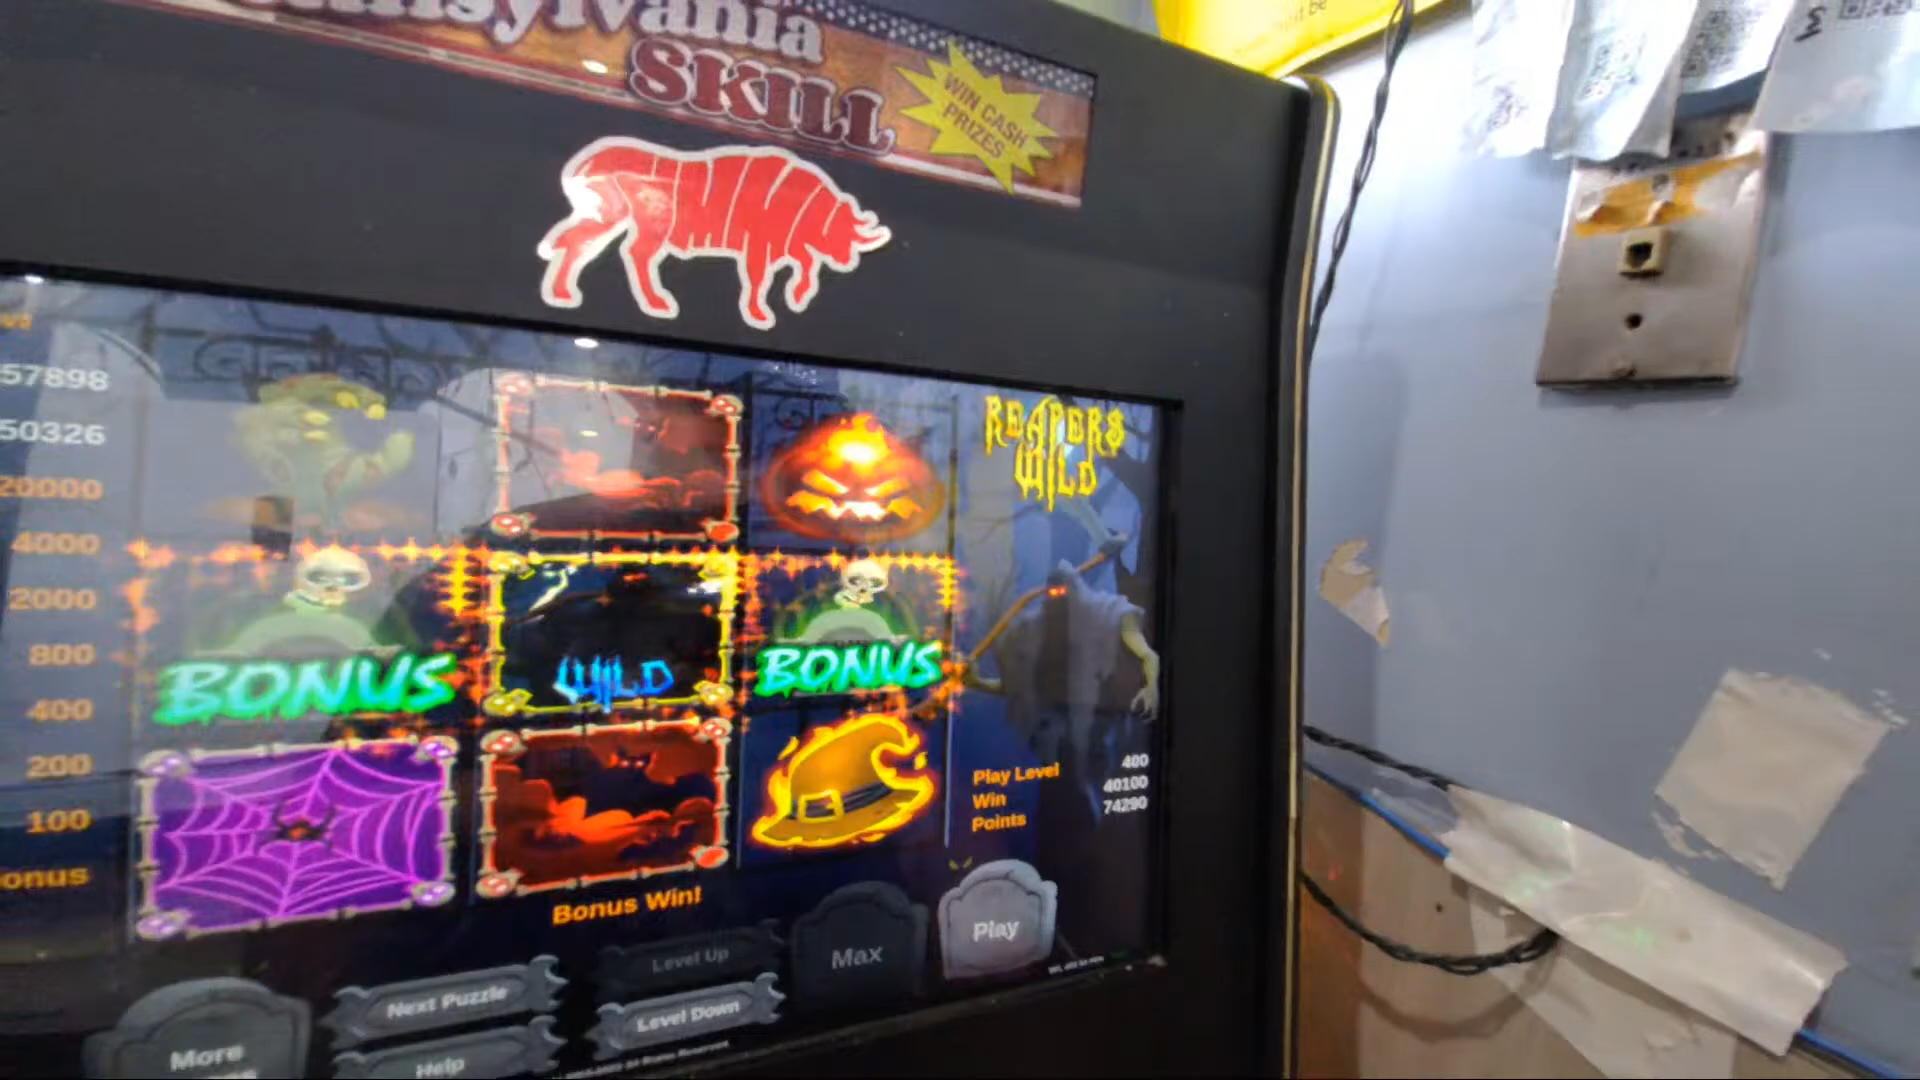 SKILL
WIN CASH
PRIZES
57898
50326
20000
4000
2000
800
400
200
100
REAPERS
WILD
BONUS
WILD
BONUS
Play Level 400
Win 40100
Points 74290
Bonus Win!
Level Up
Max
Play
Next Puzzle
Level Down
More
Help